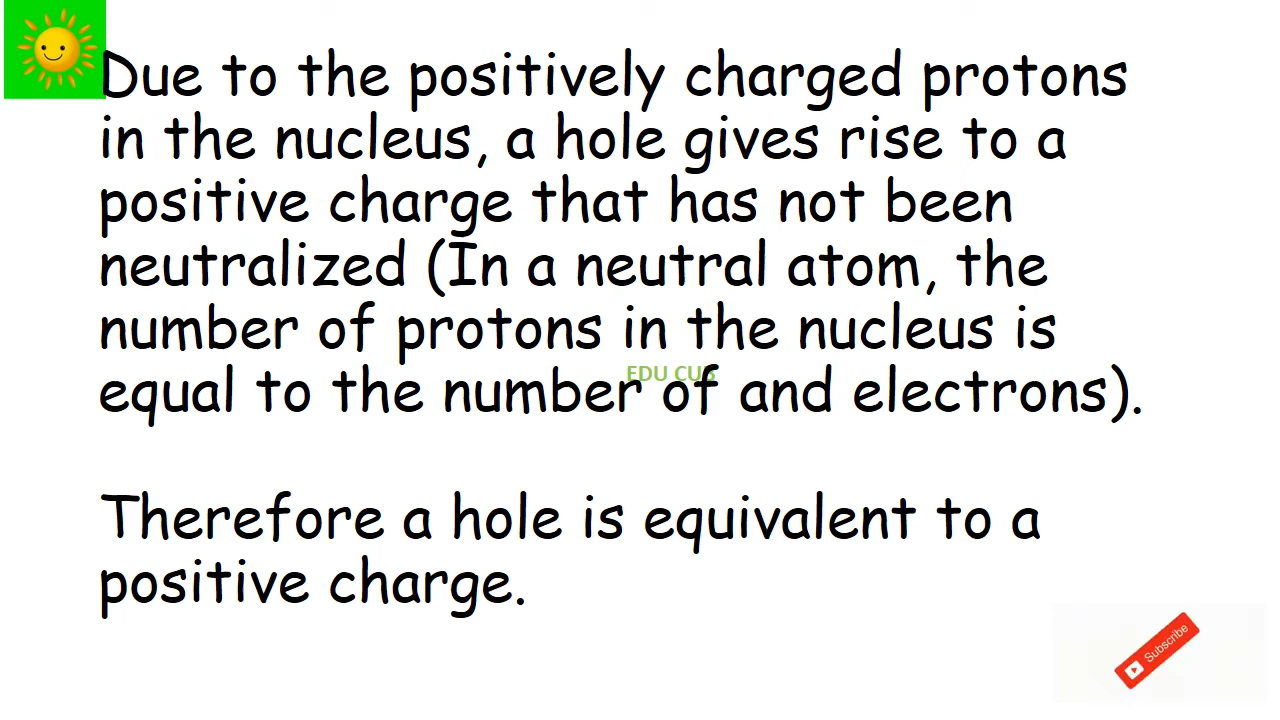 Due to the positively charged protons
in the nucleus, a hole gives rise to a
positive charge that has not been
neutralized (In a neutral atom, the
number of protons in the nucleus is
EDU CUB
equal to the number of and electrons).
Therefore a hole is equivalent to a
positive charge.
Subscribe